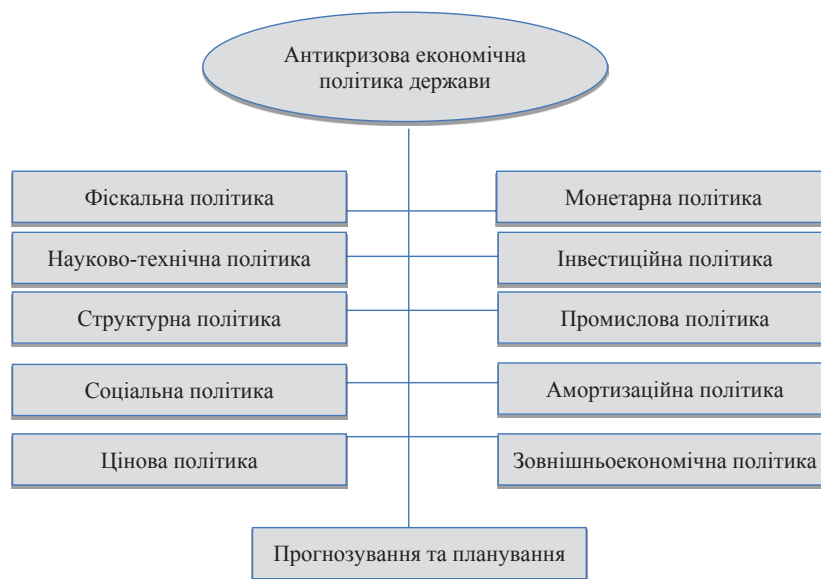 Антикризова економічна
політика держави
Фіскальна політика
Монетарна політика
Науково-технічна політика
Інвестиційна політика
Структурна політика
Промислова політика
Соціальна політика
Амортизаційна політика
Цінова політика
Зовнішньоекономічна політика
Прогнозування та планування